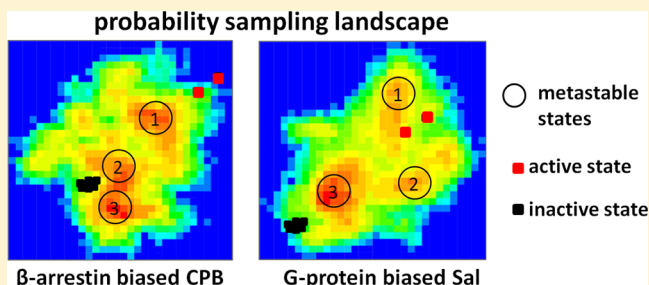 probability sampling landscape
1
2
3
1
2
3
metastable
states
active state
inactive state
β-arrestin biased CPB
G-protein biased Sal